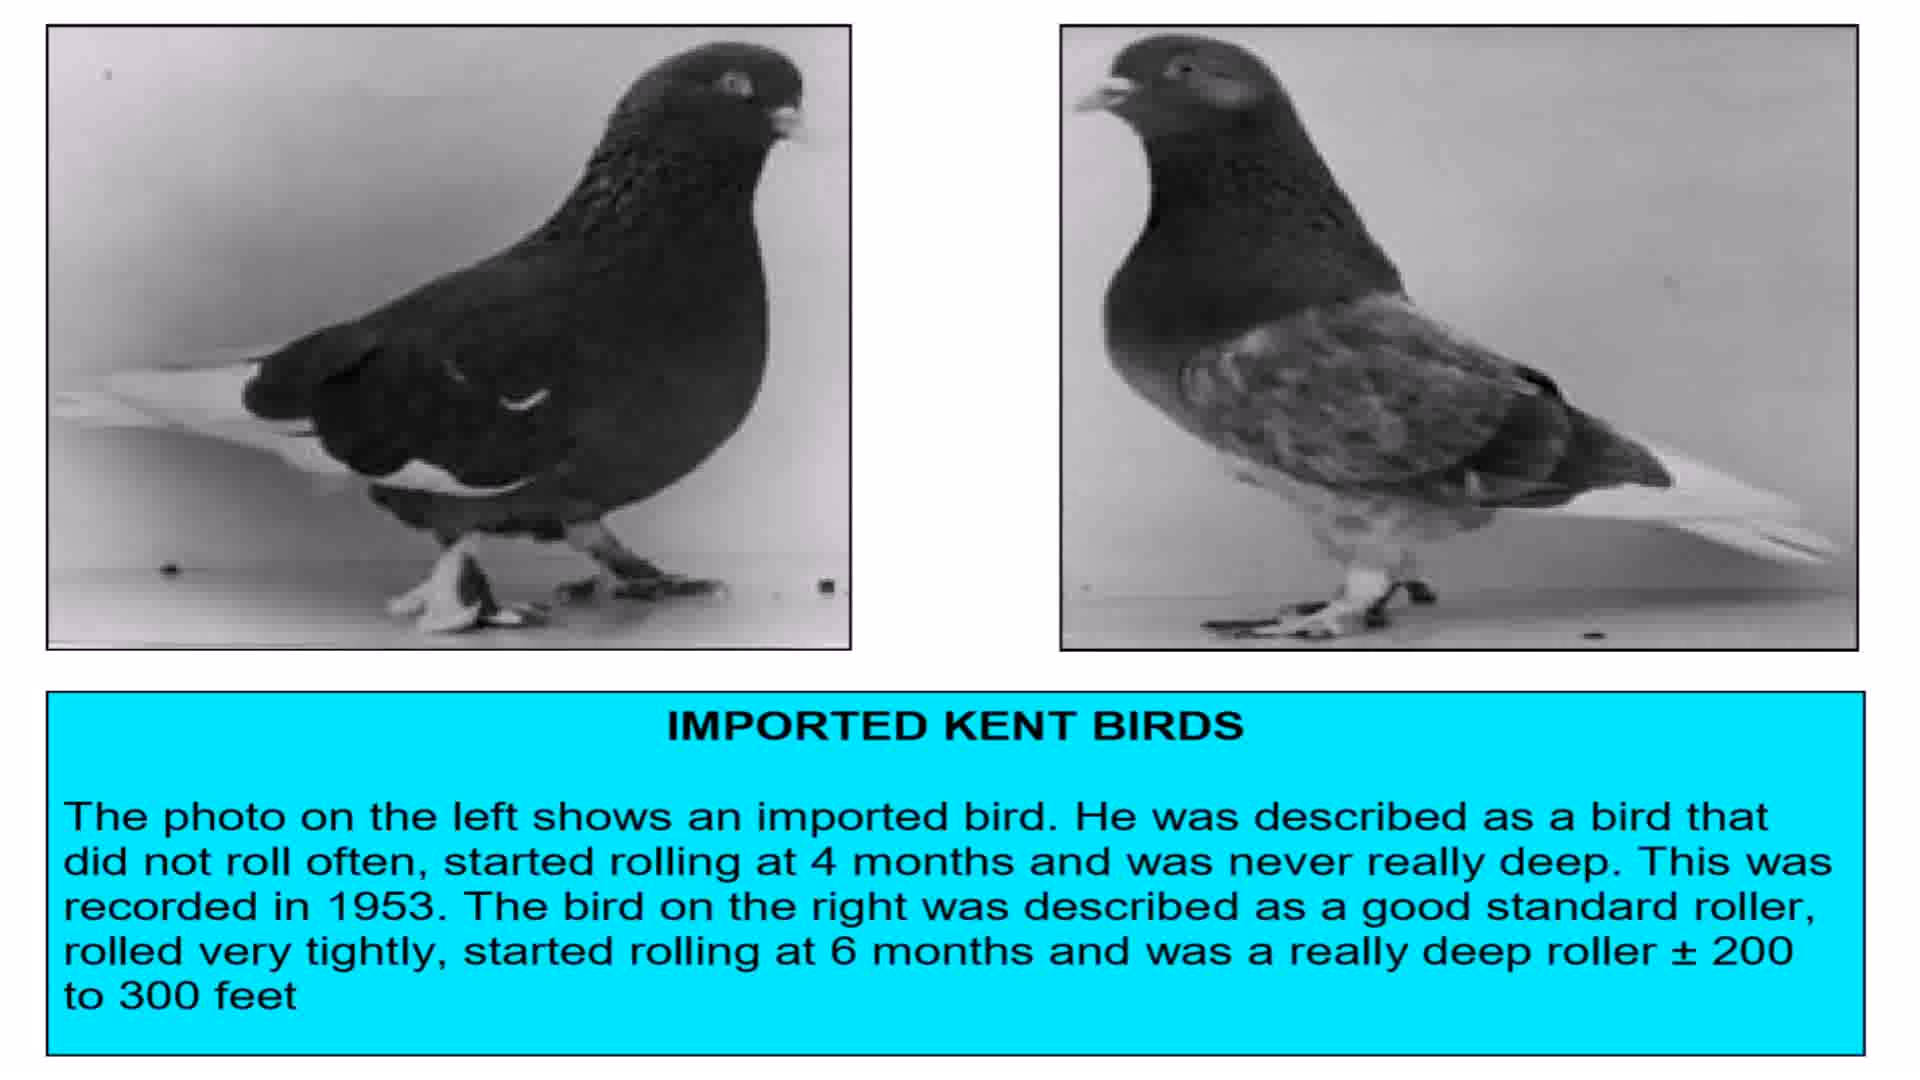 IMPORTED KENT BIRDS
The photo on the left shows an imported bird. He was described as a bird that
did not roll often, started rolling at 4 months and was never really deep. This was
recorded in 1953. The bird on the right was described as a good standard roller,
rolled very tightly, started rolling at 6 months and was a really deep roller ± 200
to 300 feet